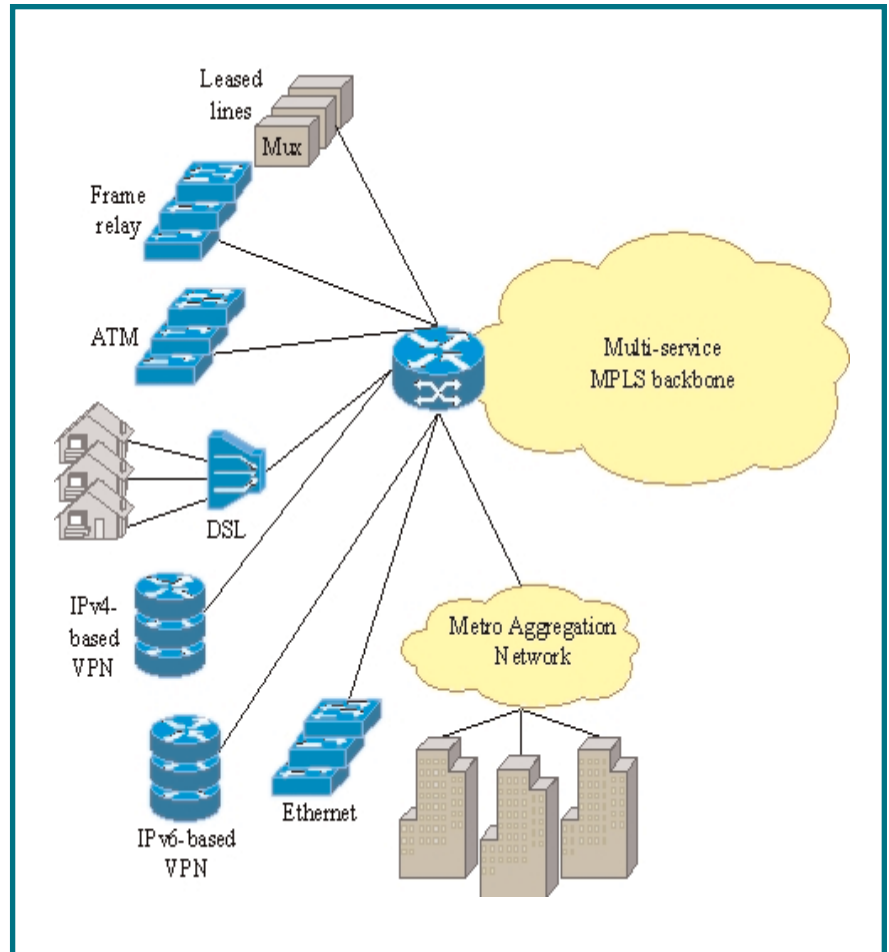 Leased
lines
Mux
Frame
relay
ATM
Multi-service
MPLS backbone
DSL
IPv4-
based
VPN
Metro Aggregation
Network
Ethernet
IPv6-based
VPN